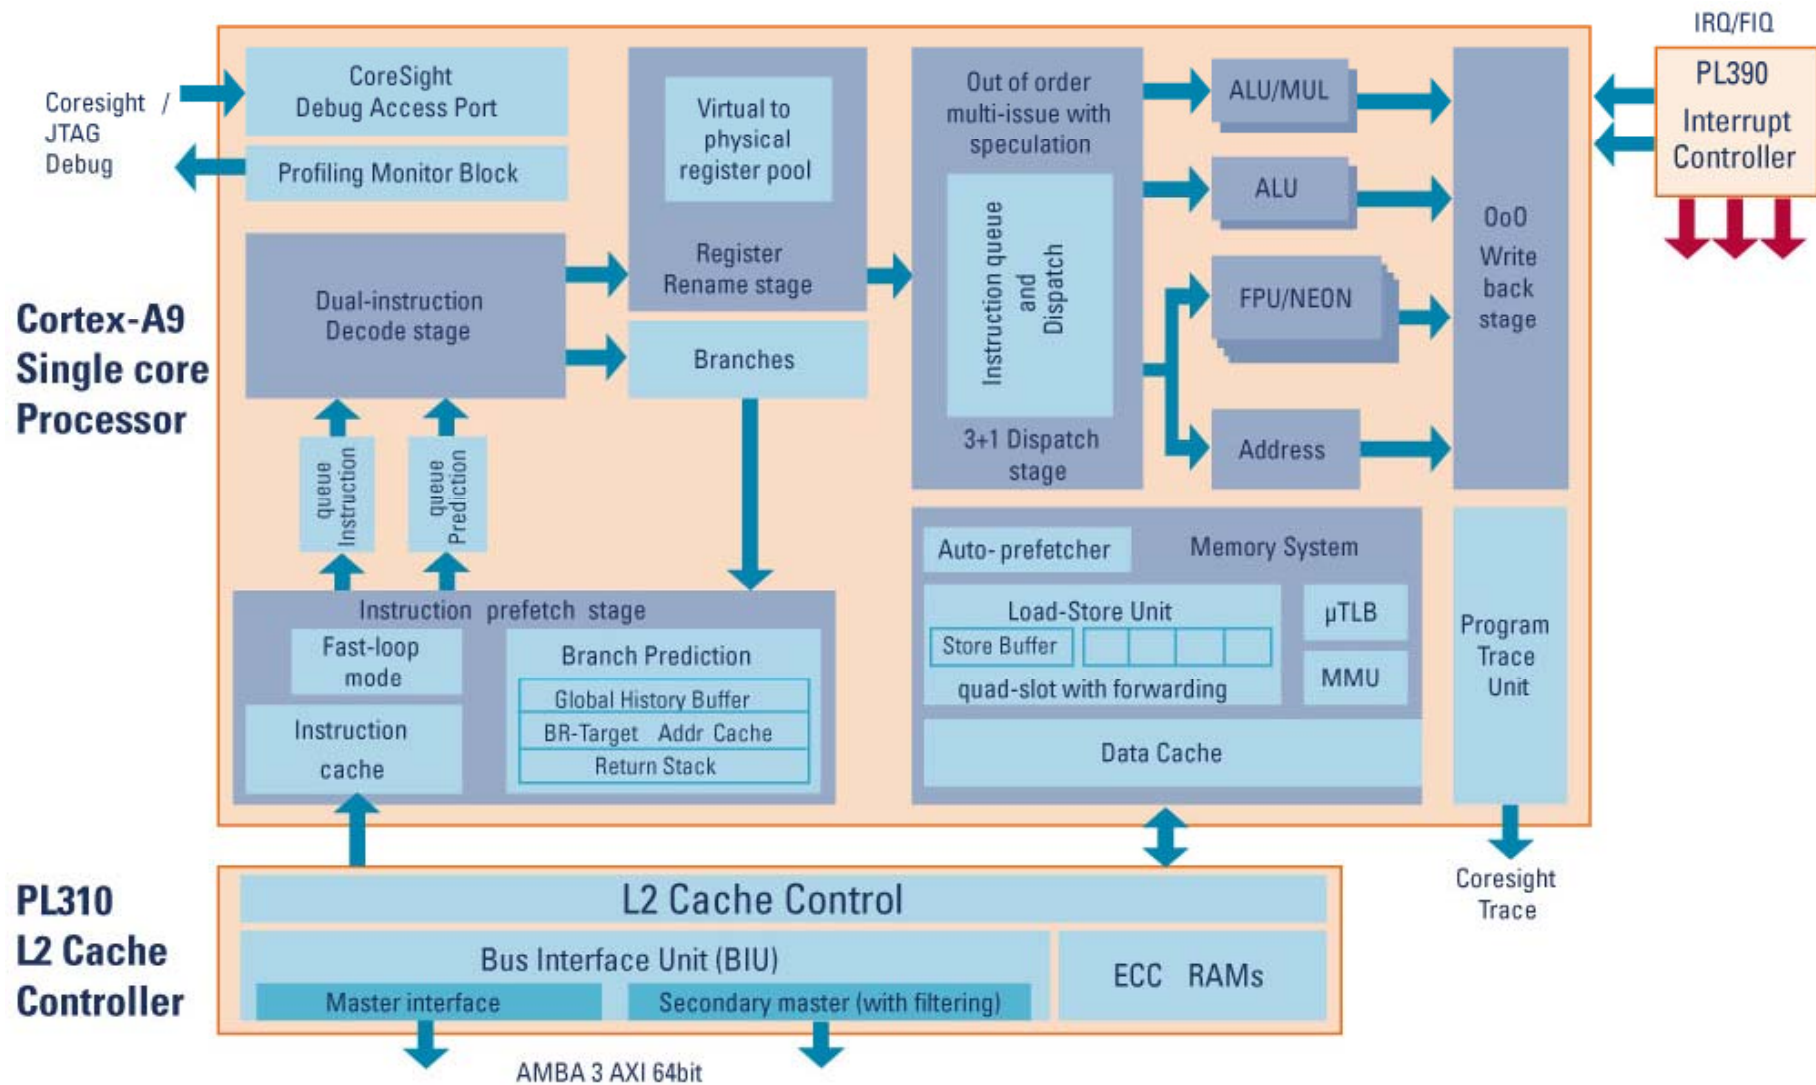 IRQ/FIQ
PL390
Interrupt
Controller
Coresight /
JTAG
Debug
CoreSight
Debug Access Port
Profiling Monitor Block
Virtual to
physical
register pool
Register
Rename stage
Out of order
multi-issue with
speculation
Instruction queue
and
Dispatch
3+1 Dispatch
stage
ALU/MUL
ALU
FPU/NEON
Address
OoO
Write
back
stage
Cortex-A9
Single core
Processor
Dual-instruction
Decode stage
Branches
queue
Instruction
queue
Prediction
Instruction prefetch stage
Fast-loop
mode
Instruction
cache
Branch Prediction
Global History Buffer
BR-Target Addr Cache
Return Stack
Auto-prefetcher
Memory System
Load-Store Unit
Store Buffer
quad-slot with forwarding
µTLB
MMU
Data Cache
Program
Trace
Unit
Coresight
Trace
PL310
L2 Cache
Controller
L2 Cache Control
Bus Interface Unit (BIU)
Master interface
Secondary master (with filtering)
ECC RAMs
AMBA 3 AXI 64bit